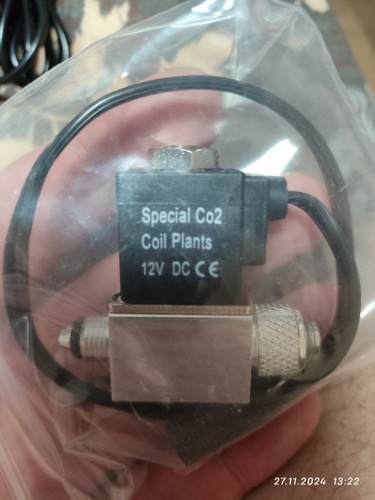 Special Co2
Coil Plants
12V DC CE
27.11.2024 13:22